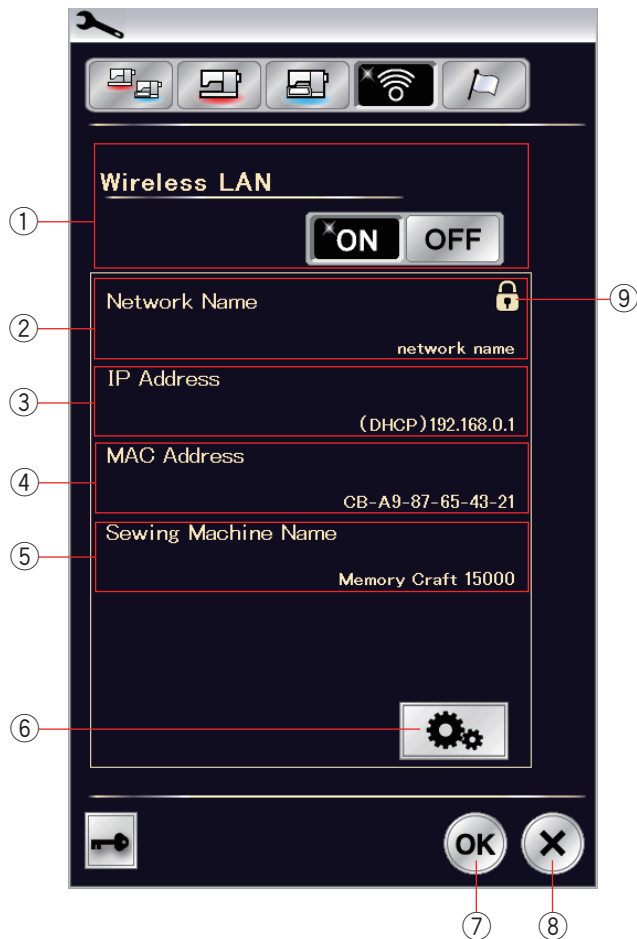 Wireless LAN
①
ON OFF
Network Name
⑨
②
network name
IP Address
③
(DHCP)192.168.0.1
MAC Address
④
CB-A9-87-65-43-21
Sewing Machine Name
⑤
Memory Craft 15000
⑥
OK
⑦ ⑧